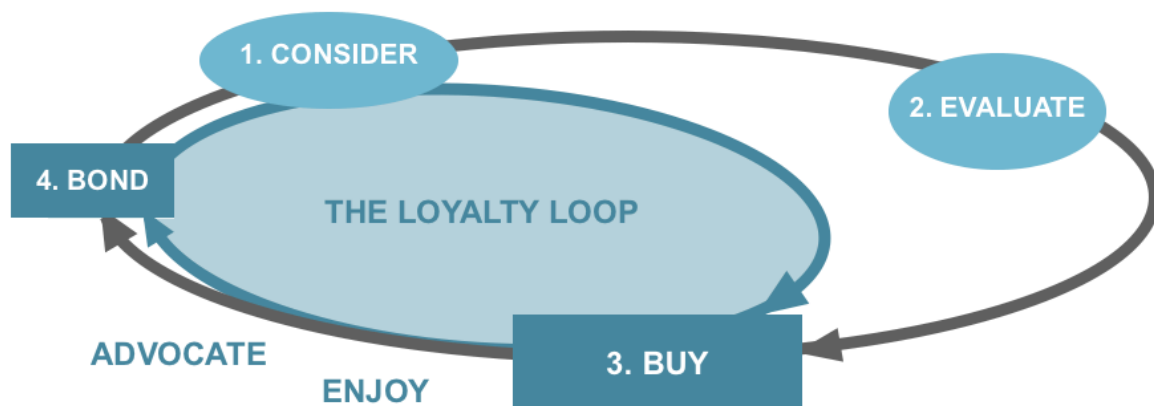 1. CONSIDER
2. EVALUATE
4. BOND
THE LOYALTY LOOP
ADVOCATE
3. BUY
ENJOY